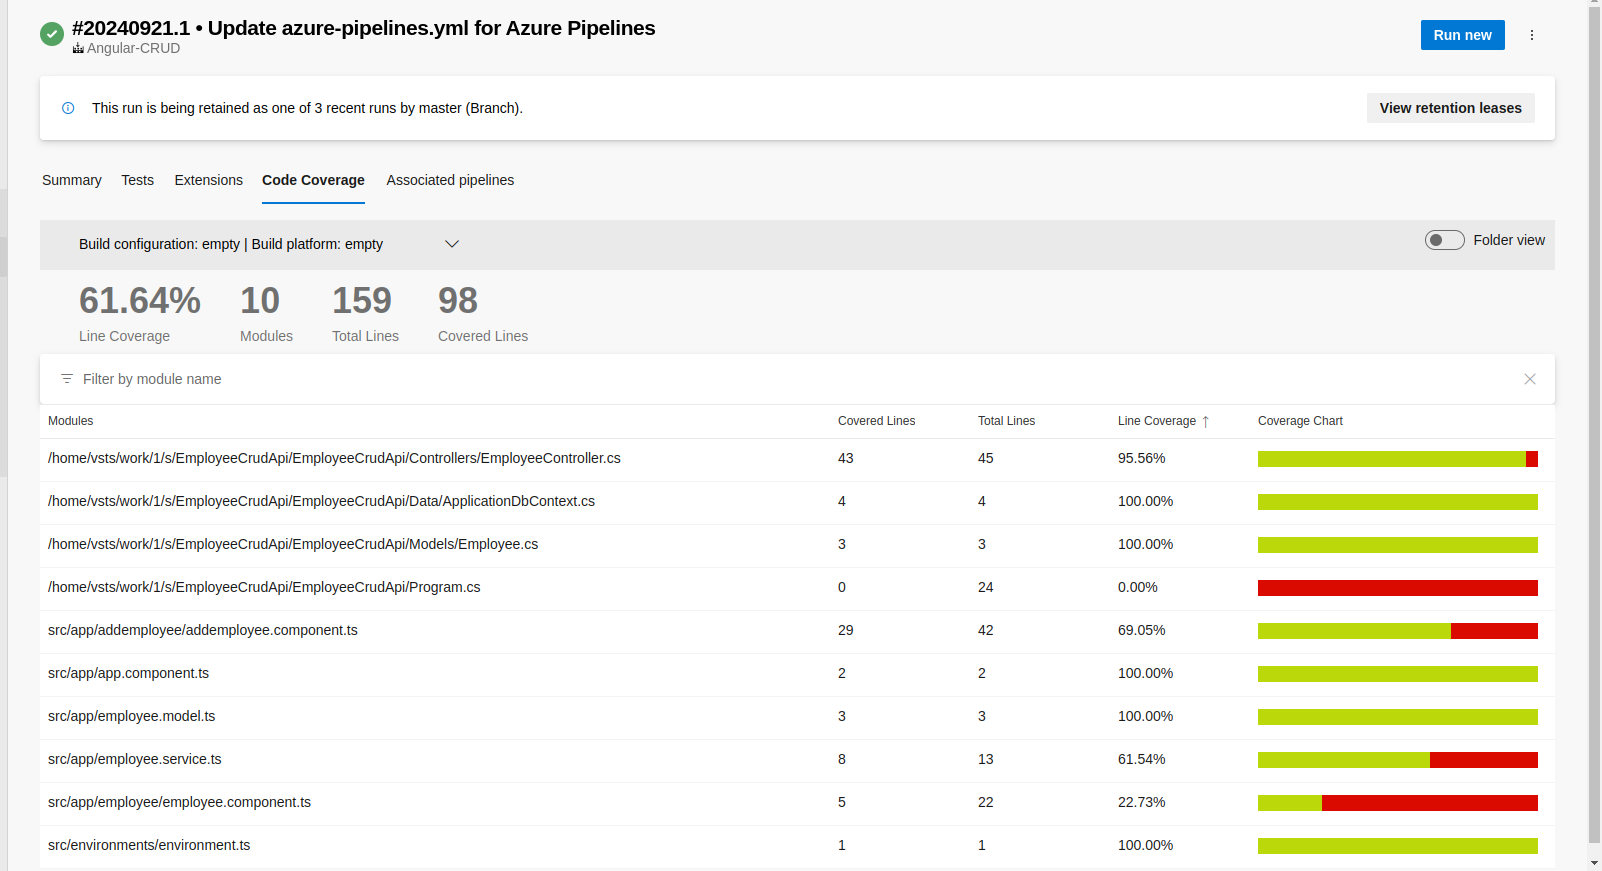 #20240921.1 • Update azure-pipelines.yml for Azure Pipelines
Angular-CRUD
Run new
This run is being retained as one of 3 recent runs by master (Branch).
View retention leases
Summary Tests Extensions Code Coverage Associated pipelines
Build configuration: empty | Build platform: empty
Folder view
61.64% 10 159 98
Line Coverage Modules Total Lines Covered Lines
Filter by module name
Modules Covered Lines Total Lines Line Coverage ↑ Coverage Chart
/home/vsts/work/1/s/EmployeeCrudApi/EmployeeCrudApi/Controllers/EmployeeController.cs 43 45 95.56%
/home/vsts/work/1/s/EmployeeCrudApi/EmployeeCrudApi/Data/ApplicationDbContext.cs 4 4 100.00%
/home/vsts/work/1/s/EmployeeCrudApi/EmployeeCrudApi/Models/Employee.cs 3 3 100.00%
/home/vsts/work/1/s/EmployeeCrudApi/EmployeeCrudApi/Program.cs 0 24 0.00%
src/app/addemployee/addemployee.component.ts 29 42 69.05%
src/app/app.component.ts 2 2 100.00%
src/app/employee.model.ts 3 3 100.00%
src/app/employee.service.ts 8 13 61.54%
src/app/employee/employee.component.ts 5 22 22.73%
src/environments/environment.ts 1 1 100.00%